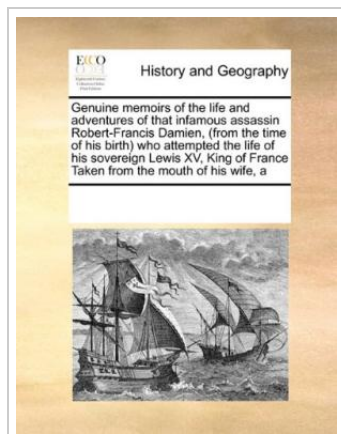 ECCO
History and Geography
Genuine memoirs of the life and
adventures of that infamous assassin
Robert-Francis Damien, (from the time
of his birth) who attempted the life of
his sovereign Lewis XV, King of France
Taken from the mouth of his wife, a